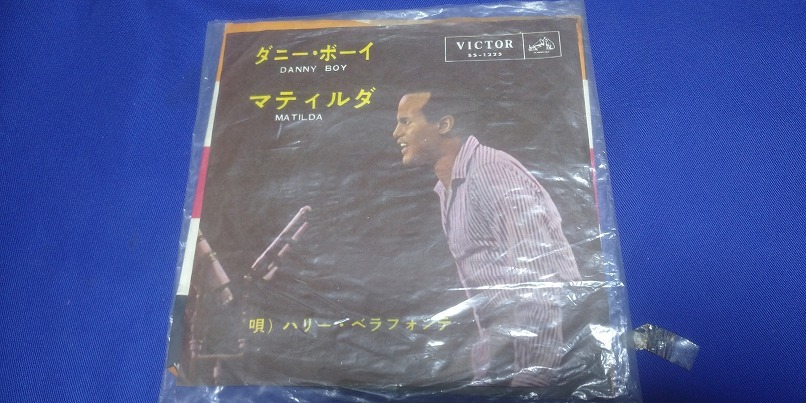 ダニー・ボーイ
DANNY BOY
VICTOR
SS-1225
マティルダ
MATILDA
唄）ハリー・ベラフォンテ